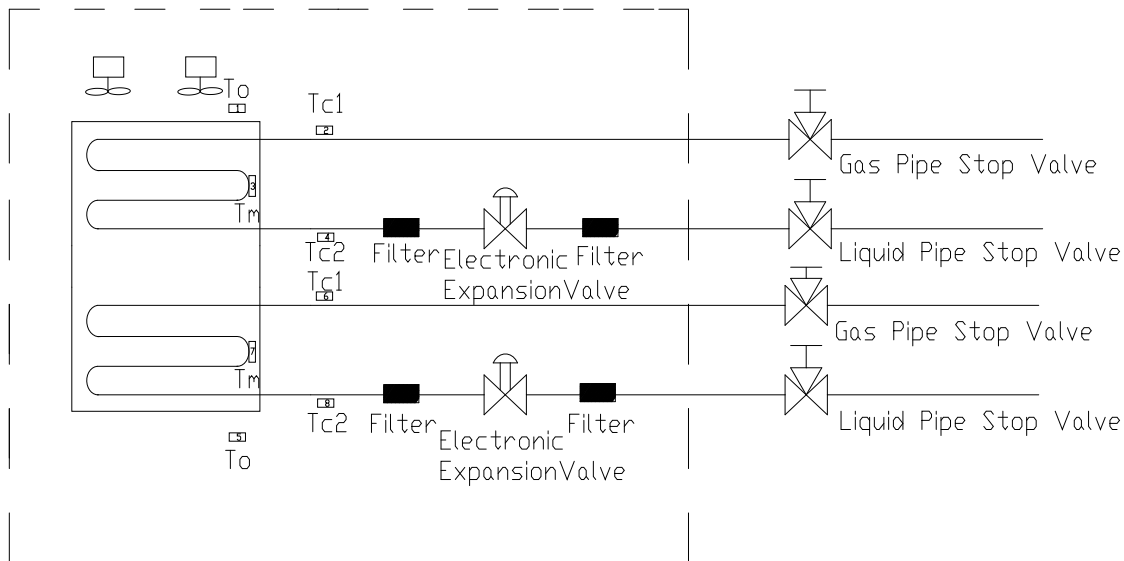 To
1
Tc1
2
Gas Pipe Stop Valve
3
Tm
4
Tc2
Filter
Electronic
ExpansionValve
Filter
Liquid Pipe Stop Valve
Tc1
6
Gas Pipe Stop Valve
7
Tm
8
Tc2
Filter
Electronic
ExpansionValve
Filter
Liquid Pipe Stop Valve
5
To